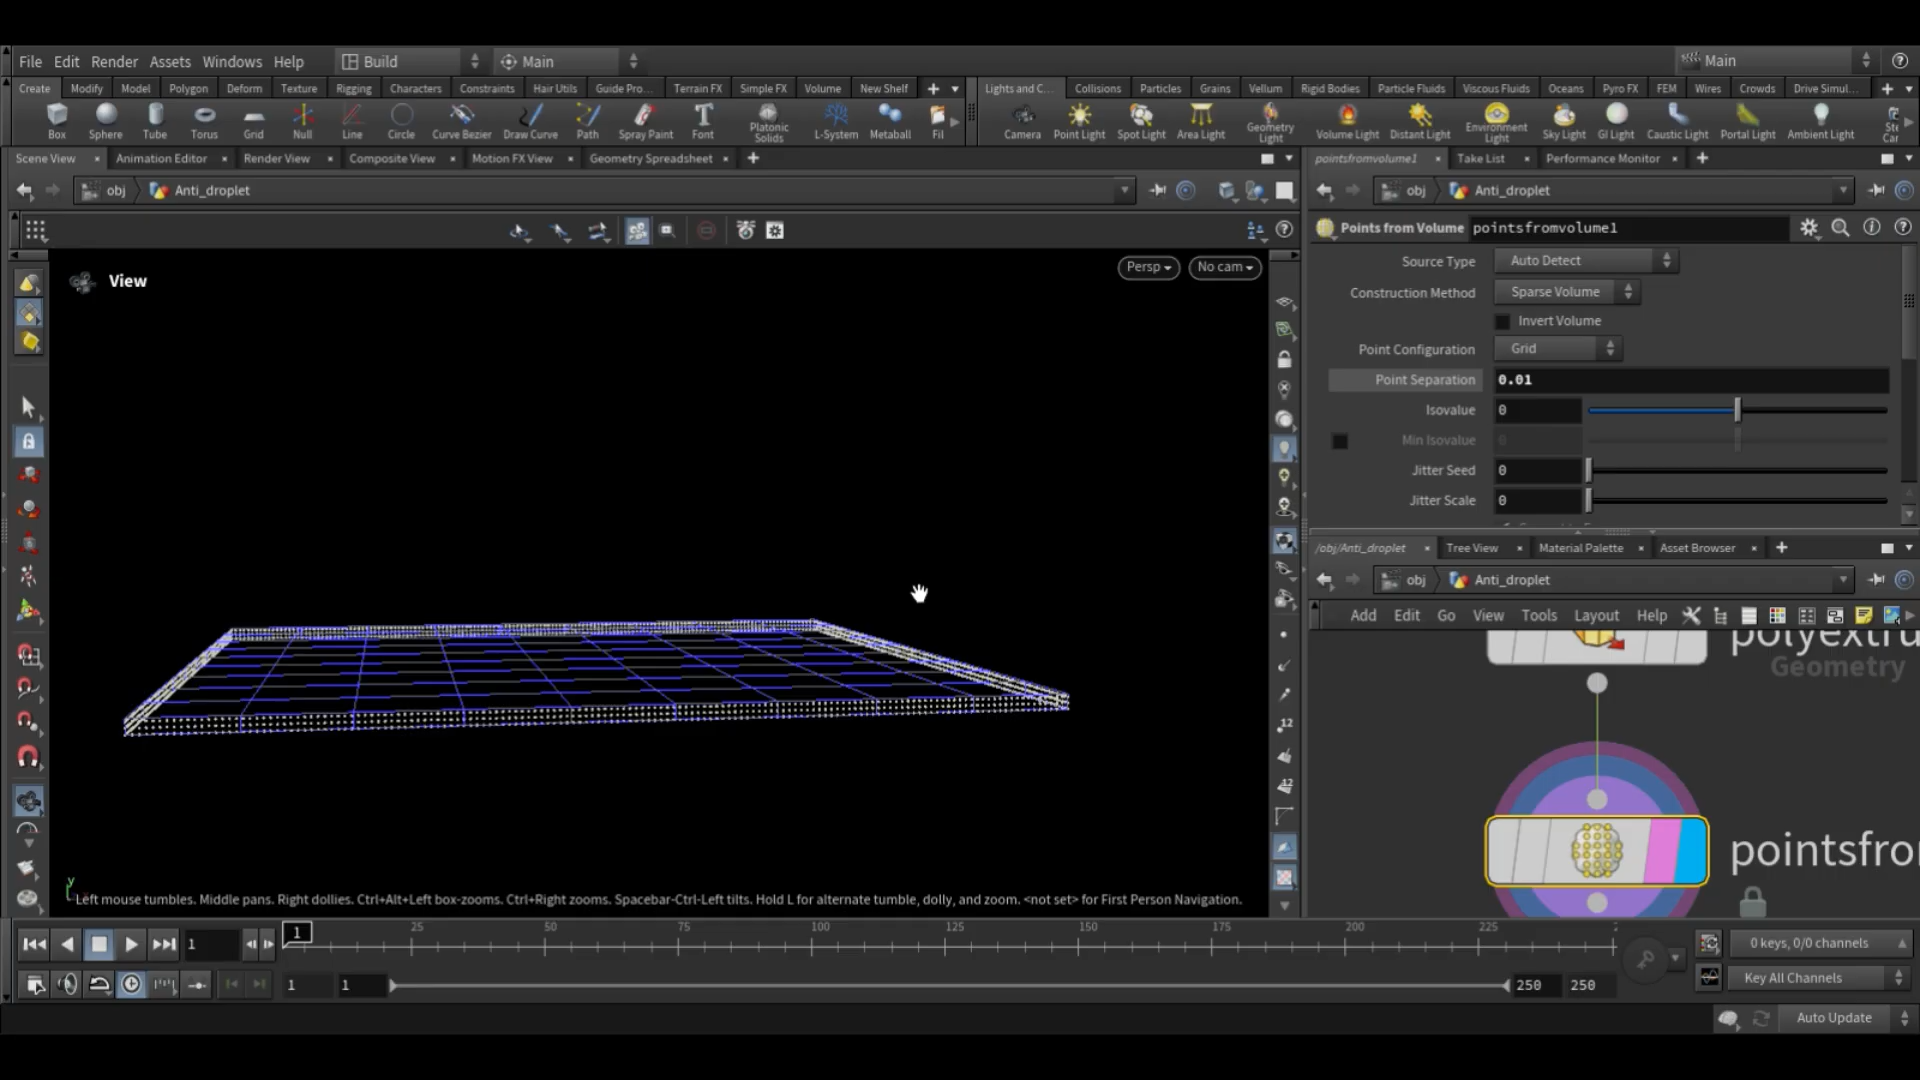 File Edit Render Assets Windows Help Build Main Main
Create Modify Model Polygon Deform Texture Rigging Characters Constraints Hair Utils Guide Pro... Terrain FX Simple FX Volume New Shelf
Lights and C... Collisions Particles Grains Vellum Rigid Bodies Particle Fluids Viscous Fluids Oceans Pyro FX FEM Wires Crowds Drive Simul...
Box Sphere Tube Torus Grid Null Line Circle Curve Bezier Draw Curve Path Spray Paint Font Platonic Solids L-System Metaball Fil
Camera Point Light Spot Light Area Light Geometry Light Volume Light Distant Light Environment Light Sky Light GI Light Caustic Light Portal Light Ambient Light
Scene View Animation Editor Render View Composite View Motion FX View Geometry Spreadsheet
pointsfromvolume1 Take List Performance Monitor
obj Anti_droplet
obj Anti_droplet
View
Persp No cam
Points from Volume pointsfromvolume1
Source Type Auto Detect
Construction Method Sparse Volume
Invert Volume
Point Configuration Grid
Point Separation 0.01
Isovalue 0
Min Isovalue 0
Jitter Seed 0
Jitter Scale 0
/obj/Anti_droplet Tree View Material Palette Asset Browser
obj Anti_droplet
Add Edit Go View Tools Layout Help
polyextru
Geometry
pointsfro
12
12
y
Left mouse tumbles. Middle pans. Right dollies. Ctrl+Alt+Left box-zooms. Ctrl+Right zooms. Spacebar-Ctrl-Left tilts. Hold L for alternate tumble, dolly, and zoom. <not set> for First Person Navigation.
1 1 25 50 75 100 125 150 175 200 225
0 keys, 0/0 channels
1 1 250 250
Key All Channels
Auto Update